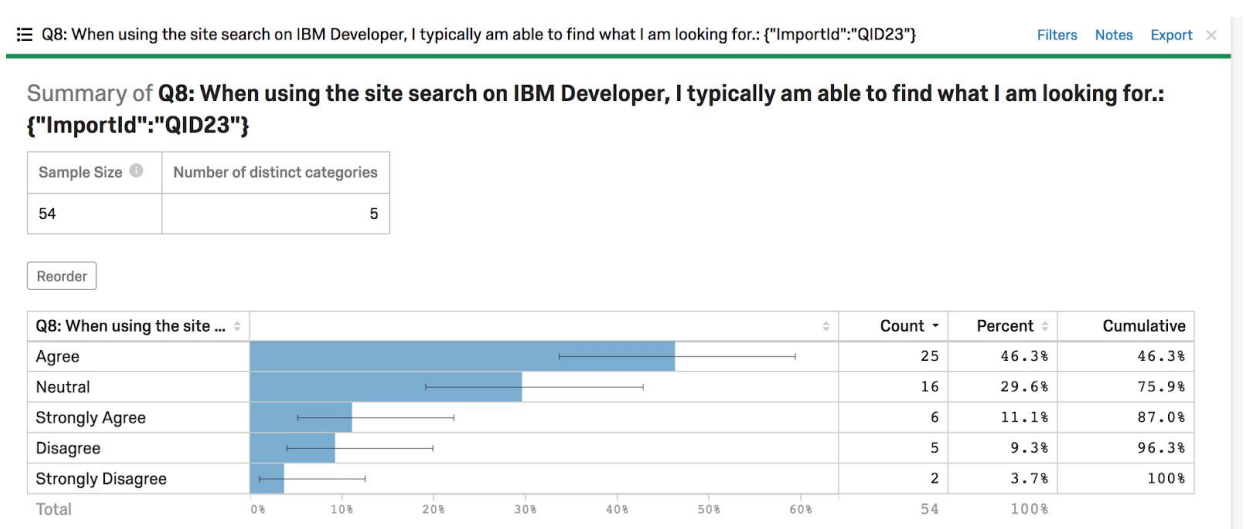 Q8: When using the site search on IBM Developer, I typically am able to find what I am looking for.: {"ImportId":"QID23"} Filters Notes Export ×
Summary of Q8: When using the site search on IBM Developer, I typically am able to find what I am looking for.:
{"ImportId":"QID23"}
Sample Size Number of distinct categories
54 5
Reorder
Q8: When using the site ... Count Percent Cumulative
Agree 25 46.3% 46.3%
Neutral 16 29.6% 75.9%
Strongly Agree 6 11.1% 87.0%
Disagree 5 9.3% 96.3%
Strongly Disagree 2 3.7% 100%
Total 0% 10% 20% 30% 40% 50% 60% 54 100%